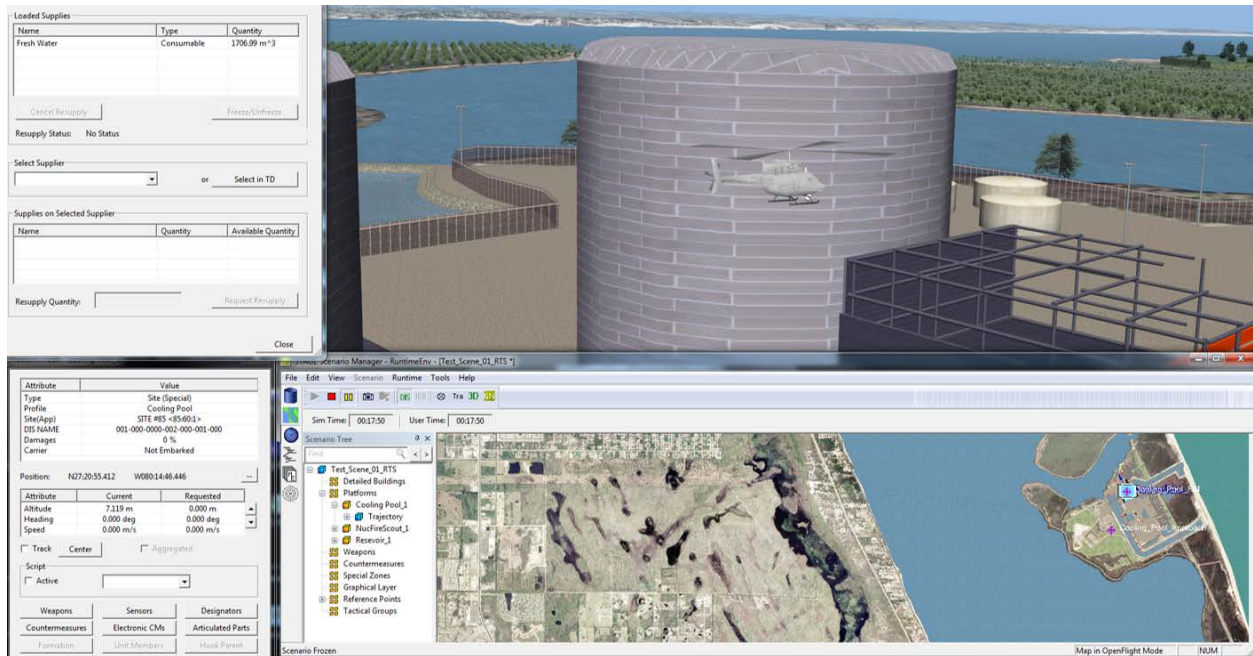 Loaded Supplies
Name Type Quantity
Fresh Water Consumable 1706.99 m^3
Cancel Resupply Freeze/Unfreeze
Resupply Status: No Status
Select Supplier
or Select in TD
Supplies on Selected Supplier
Name Quantity Available Quantity
Resupply Quantity: Request Resupply
Close
Scenario Manager - RuntimeEnv - [Test_Scene_01_RTS *]
File Edit View Scenario Runtime Tools Help
DIS HLA Tra 3D
Sim Time: 00:17:50 User Time: 00:17:50
Attribute Value
Type Site (Special)
Profile Cooling Pool
Site(App) SITE #85 <85:60:1>
DIS NAME 001-000-0000-002-000-001-000
Damages 0 %
Carrier Not Embarked
Position: N27:20:55.412 W080:14:46.446 ...
Attribute Current Requested
Altitude 7.119 m 0.000 m
Heading 0.000 deg 0.000 deg
Speed 0.000 m/s 0.000 m/s
Track Center Aggregated
Script
Active
Weapons Sensors Designators
Countermeasures Electronic CMs Articulated Parts
Formation Unit Members Hook Parent
Scenario Tree
Find < >
Test_Scene_01_RTS
Detailed Buildings
Platforms
Cooling Pool_1
Trajectory
NucFireScout_1
Resevoir_1
Weapons
Countermeasures
Special Zones
Graphical Layer
Reference Points
Tactical Groups
Cooling_Pool_Approach
Scenario Frozen Map in OpenFlight Mode NUM